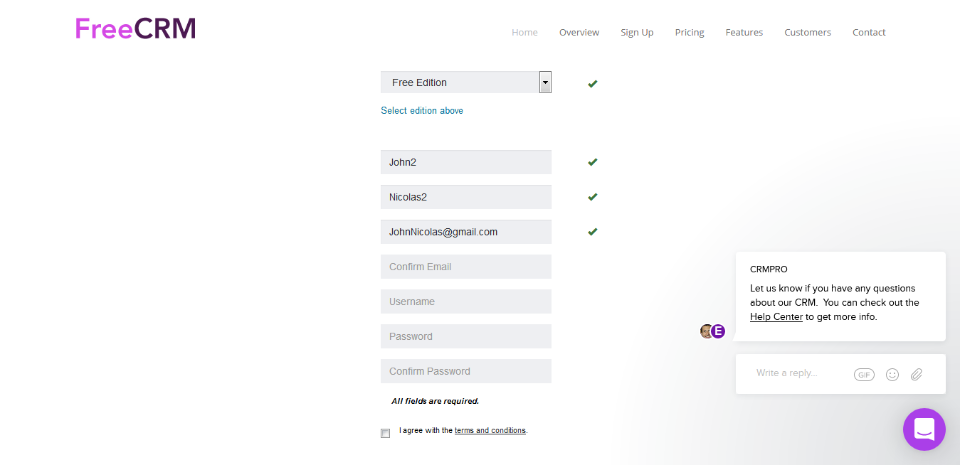 FreeCRM
Home Overview Sign Up Pricing Features Customers Contact
Free Edition
Select edition above
John2
Nicolas2
JohnNicolas@gmail.com
Confirm Email
Username
Password
Confirm Password
All fields are required.
I agree with the terms and conditions.
CRMPRO
Let us know if you have any questions
about our CRM. You can check out the
Help Center to get more info.
E
Write a reply...
GIF